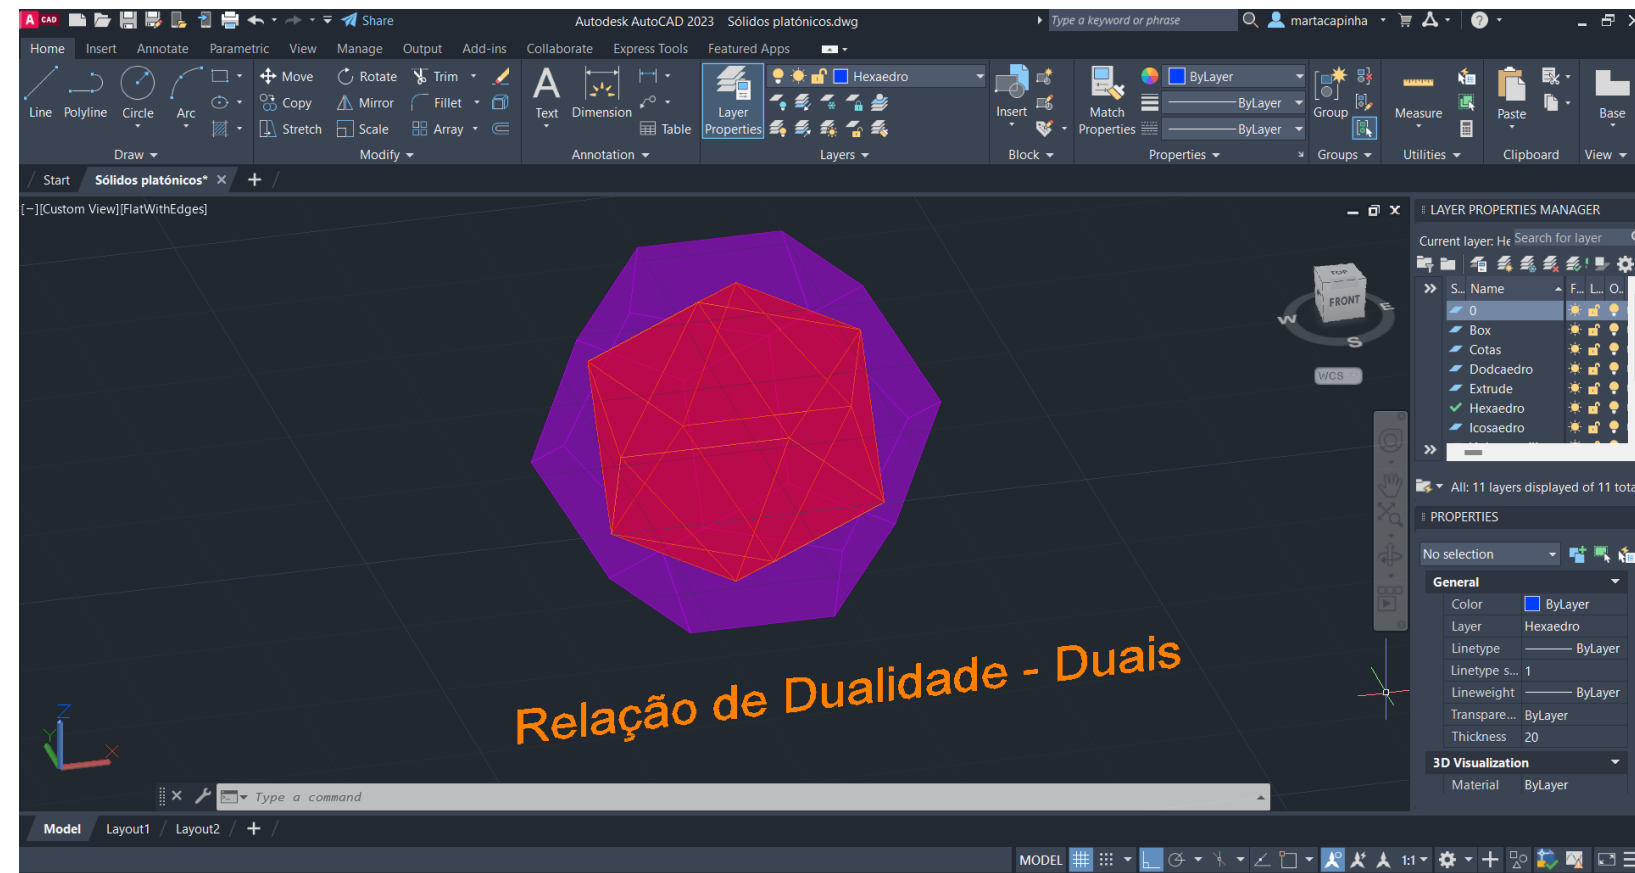 A CAD Share Autodesk AutoCAD 2023 Sólidos platónicos.dwg Type a keyword or phrase martacapinha
Home Insert Annotate Parametric View Manage Output Add-ins Collaborate Express Tools Featured Apps
Move Rotate Trim Hexaedro ByLayer
Line Polyline Circle Arc Copy Mirror Fillet Text Dimension Layer Properties Insert Match Properties ByLayer Group Measure Paste Base
Stretch Scale Array Table ByLayer
Draw Modify Annotation Layers Block Properties Groups Utilities Clipboard View
Start Sólidos platónicos* +
[−][Custom View][FlatWithEdges]
TOP
FRONT
W S E
WCS
LAYER PROPERTIES MANAGER
Current layer: He Search for layer
S.. Name F... L... O..
0
Box
Cotas
Dodcaedro
Extrude
Hexaedro
Icosaedro
All: 11 layers displayed of 11 tota
PROPERTIES
No selection
General
Color ByLayer
Layer Hexaedro
Linetype ByLayer
Linetype s... 1
Lineweight ByLayer
Transpare... ByLayer
Thickness 20
3D Visualization
Material ByLayer
Relação de Dualidade - Duais
Z
Y
X
Type a command
Model Layout1 Layout2 +
MODEL 1:1